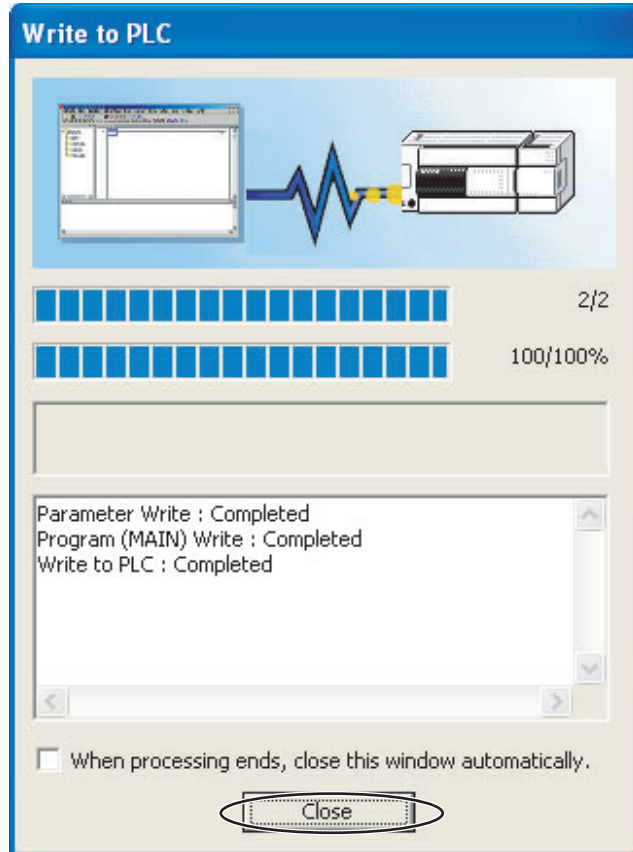 Write to PLC
2/2
100/100%
Parameter Write : Completed
Program (MAIN) Write : Completed
Write to PLC : Completed
When processing ends, close this window automatically.
Close